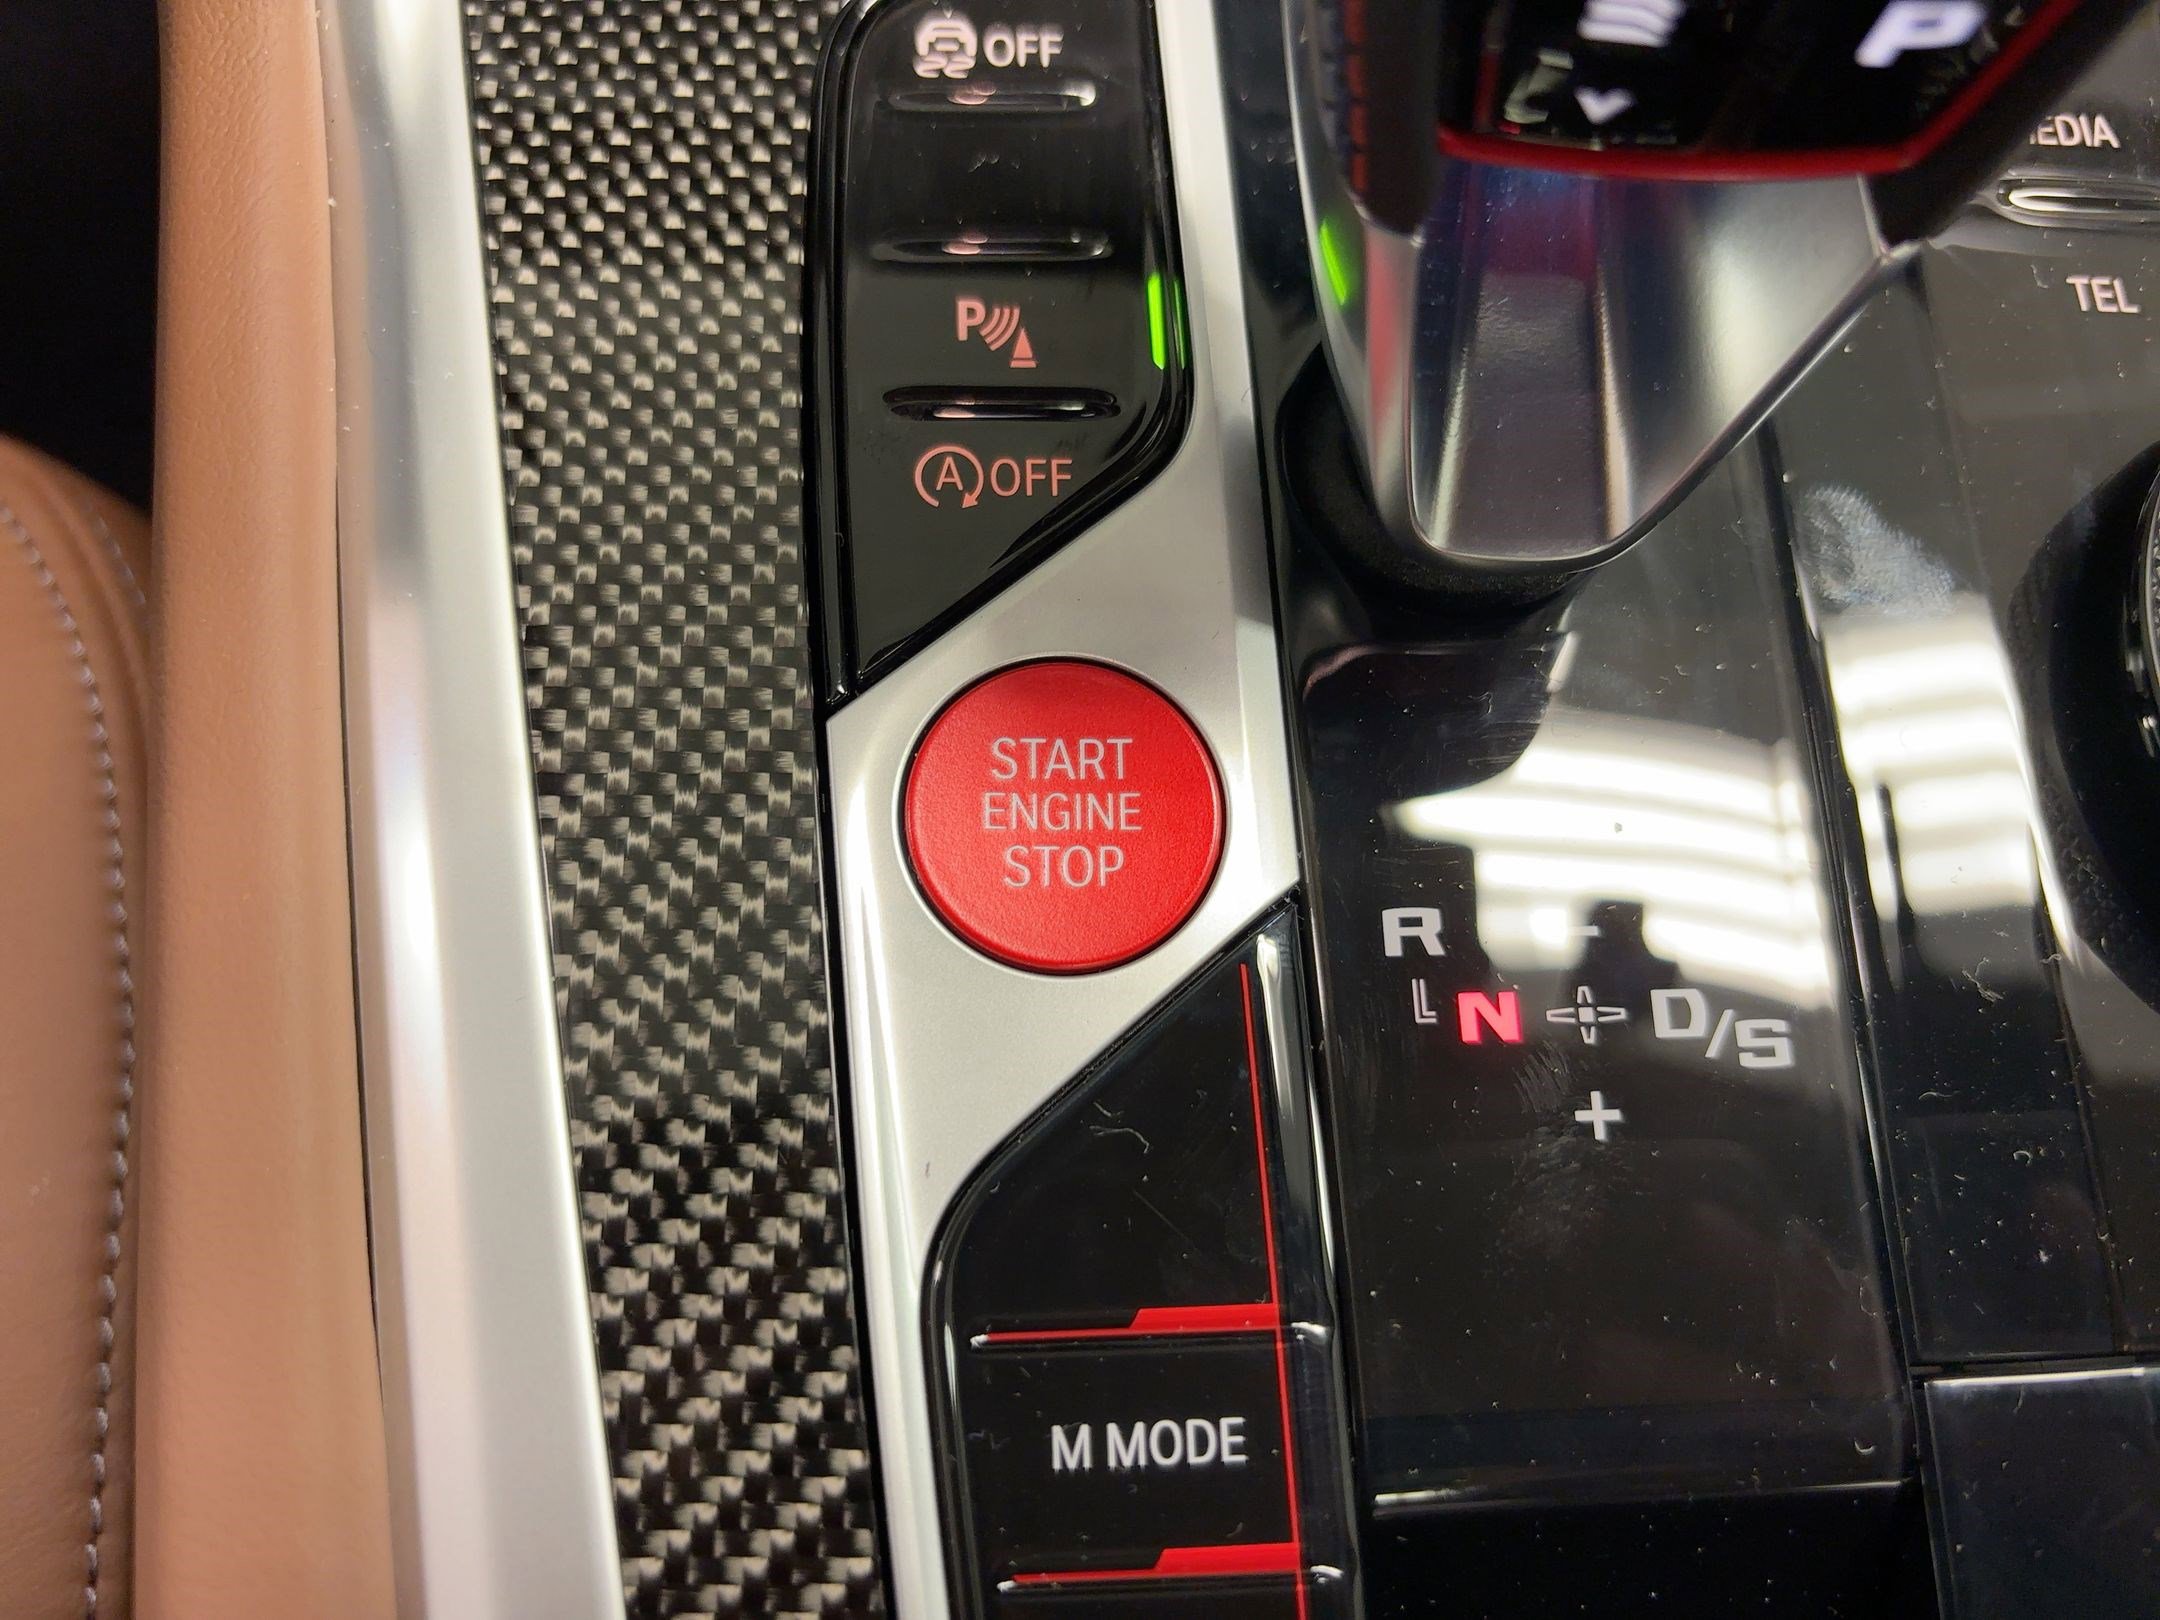 OFF
P
MEDIA
TEL
P
A OFF
START
ENGINE
STOP
R
-
N D/S
+
M MODE